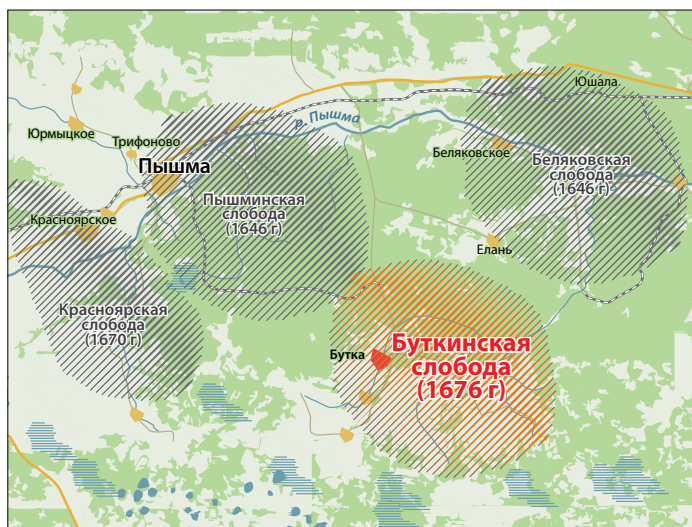 Юшала
р. Пышма
Юрмыцкое
Трифоново
Пышма
Беляковское
Беляковская
слобода
(1646 г)
Пышминская
слобода
(1646 г)
Красноярское
Елань
Красноярская
слобода
(1670 г)
Бутка
Буткинская
слобода
(1676 г)